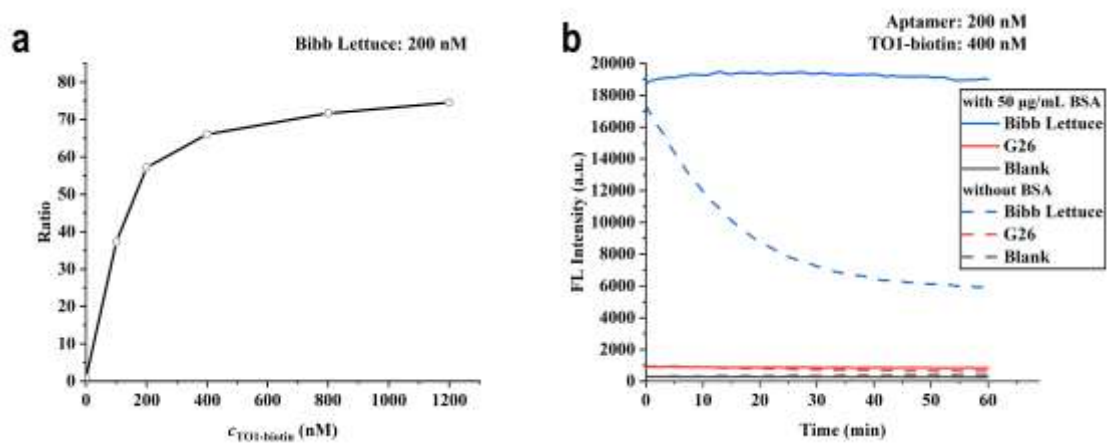 a
Bibb Lettuce: 200 nM
80
70
60
50
40
30
20
10
0
Ratio
0 200 400 600 800 1000 1200
cTO1-biotin (nM)
b
Aptamer: 200 nM
TO1-biotin: 400 nM
20000
18000
16000
14000
12000
10000
8000
6000
4000
2000
0
FL Intensity (a.u.)
with 50 μg/mL BSA
Bibb Lettuce
G26
Blank
without BSA
Bibb Lettuce
G26
Blank
0 10 20 30 40 50 60
Time (min)